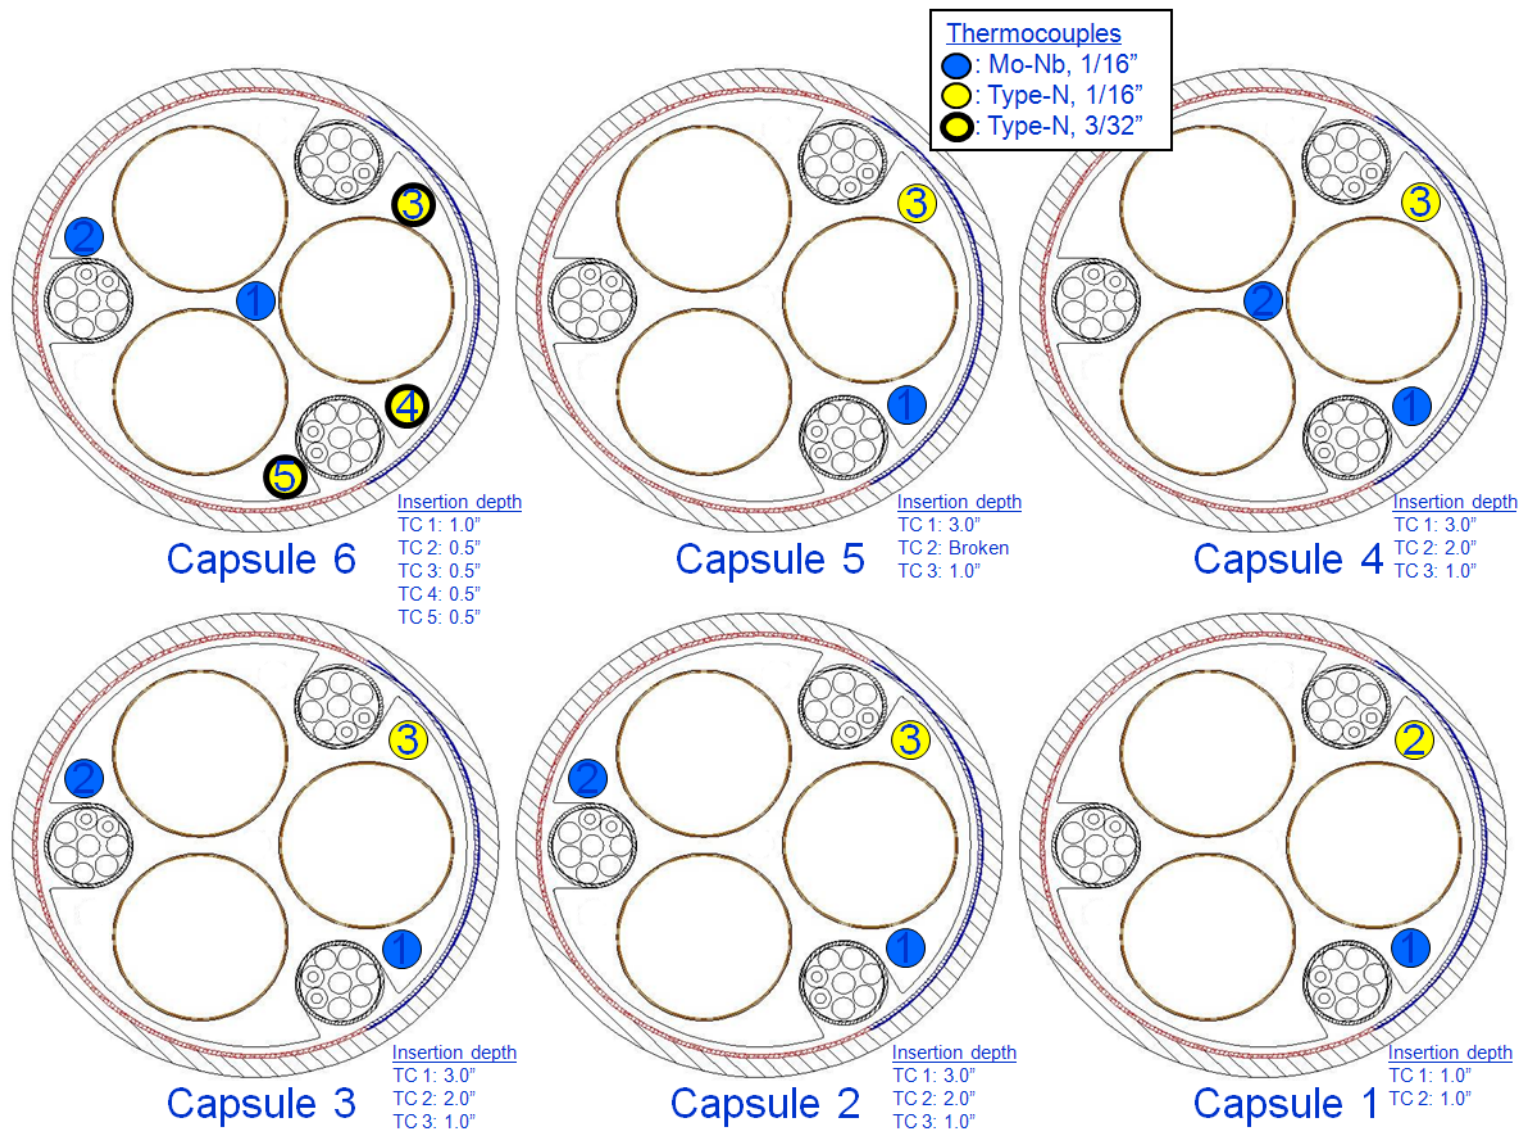 Thermocouples
: Mo-Nb, 1/16”
: Type-N, 1/16”
: Type-N, 3/32”
3
2
1
4
5
Insertion depth
TC 1: 1.0”
TC 2: 0.5”
TC 3: 0.5”
TC 4: 0.5”
TC 5: 0.5”
Capsule 6
3
1
Insertion depth
TC 1: 3.0”
TC 2: Broken
TC 3: 1.0”
Capsule 5
3
2
1
Insertion depth
TC 1: 3.0”
TC 2: 2.0”
TC 3: 1.0”
Capsule 4
3
2
1
Insertion depth
TC 1: 3.0”
TC 2: 2.0”
TC 3: 1.0”
Capsule 3
3
2
1
Insertion depth
TC 1: 3.0”
TC 2: 2.0”
TC 3: 1.0”
Capsule 2
2
1
Insertion depth
TC 1: 1.0”
TC 2: 1.0”
Capsule 1